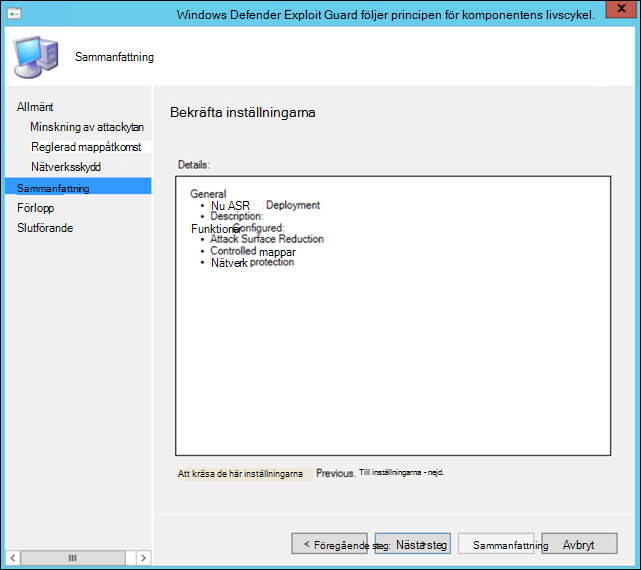 Windows Defender Exploit Guard följer principen för komponentens livscykel.
Sammanfattning
Allmänt
Minskning av attackytan
Reglerad mappåtkomst
Nätverksskydd
Sammanfattning
Förlopp
Slutförande
Bekräfta inställningarna
Details:
General
• Nu ASR : Deployment
• Description:
Funktioner Configured:
• Attack Surface Reduction
• Controlled mappar
• Nätverk protection
Att kräsa de här inställningarna Previous. Till inställningarna - nejd.
< Föregående steg: Nästa steg > Sammanfattning Avbryt